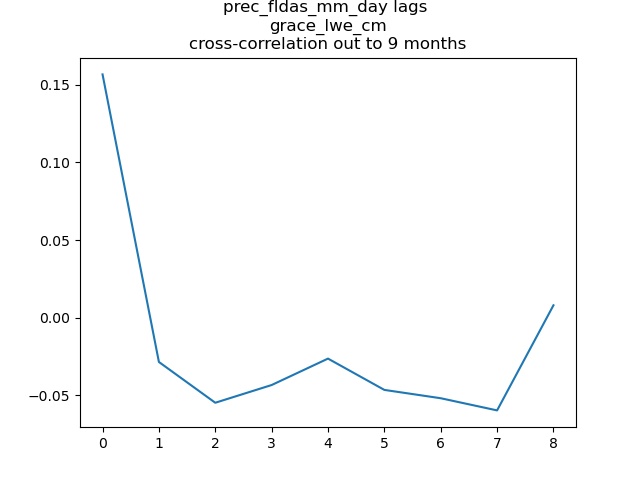 prec_fldas_mm_day lags
grace_lwe_cm
cross-correlation out to 9 months
0.15
0.10
0.05
0.00
−0.05
0 1 2 3 4 5 6 7 8